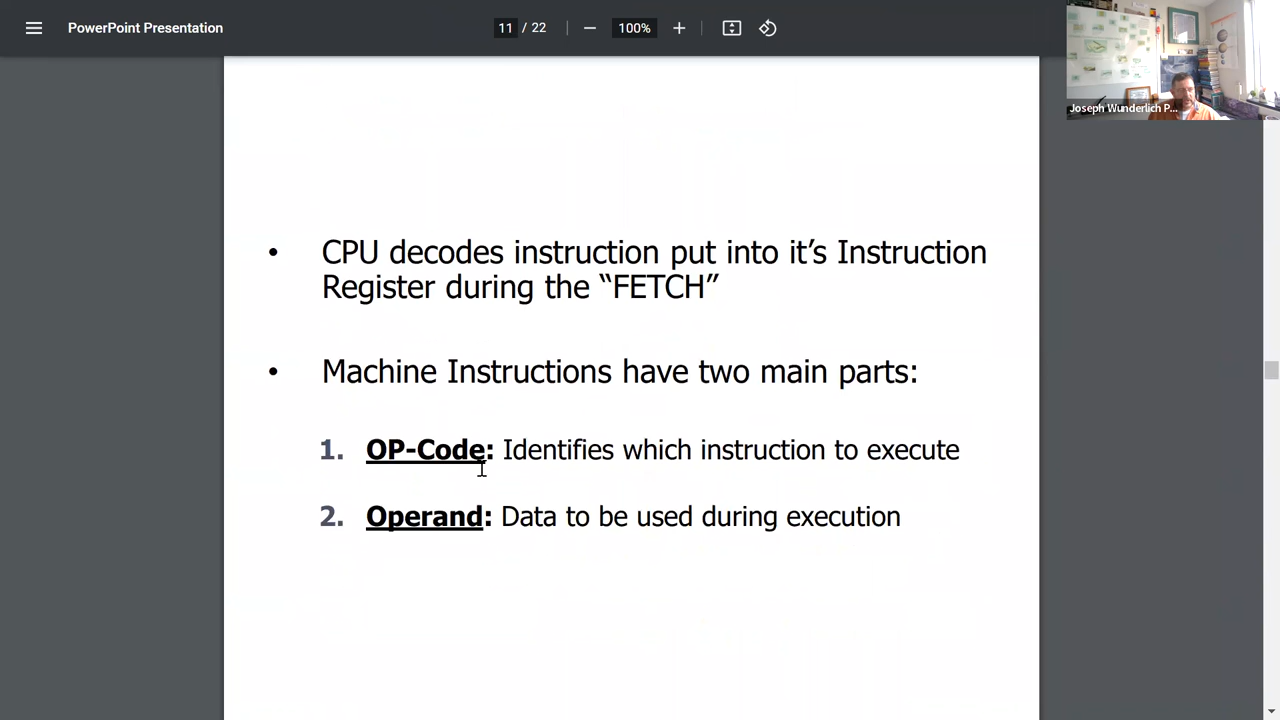 PowerPoint Presentation
11 / 22
100%
Joseph Wunderlich P...
• CPU decodes instruction put into it’s Instruction
Register during the “FETCH”
• Machine Instructions have two main parts:
1. OP-Code: Identifies which instruction to execute
2. Operand: Data to be used during execution